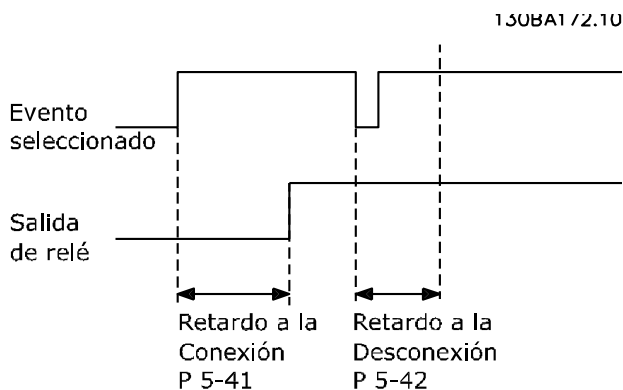 130BA172.10
Evento
seleccionado
Salida
de relé
Retardo a la
Conexión
P 5-41
Retardo a la
Desconexión
P 5-42